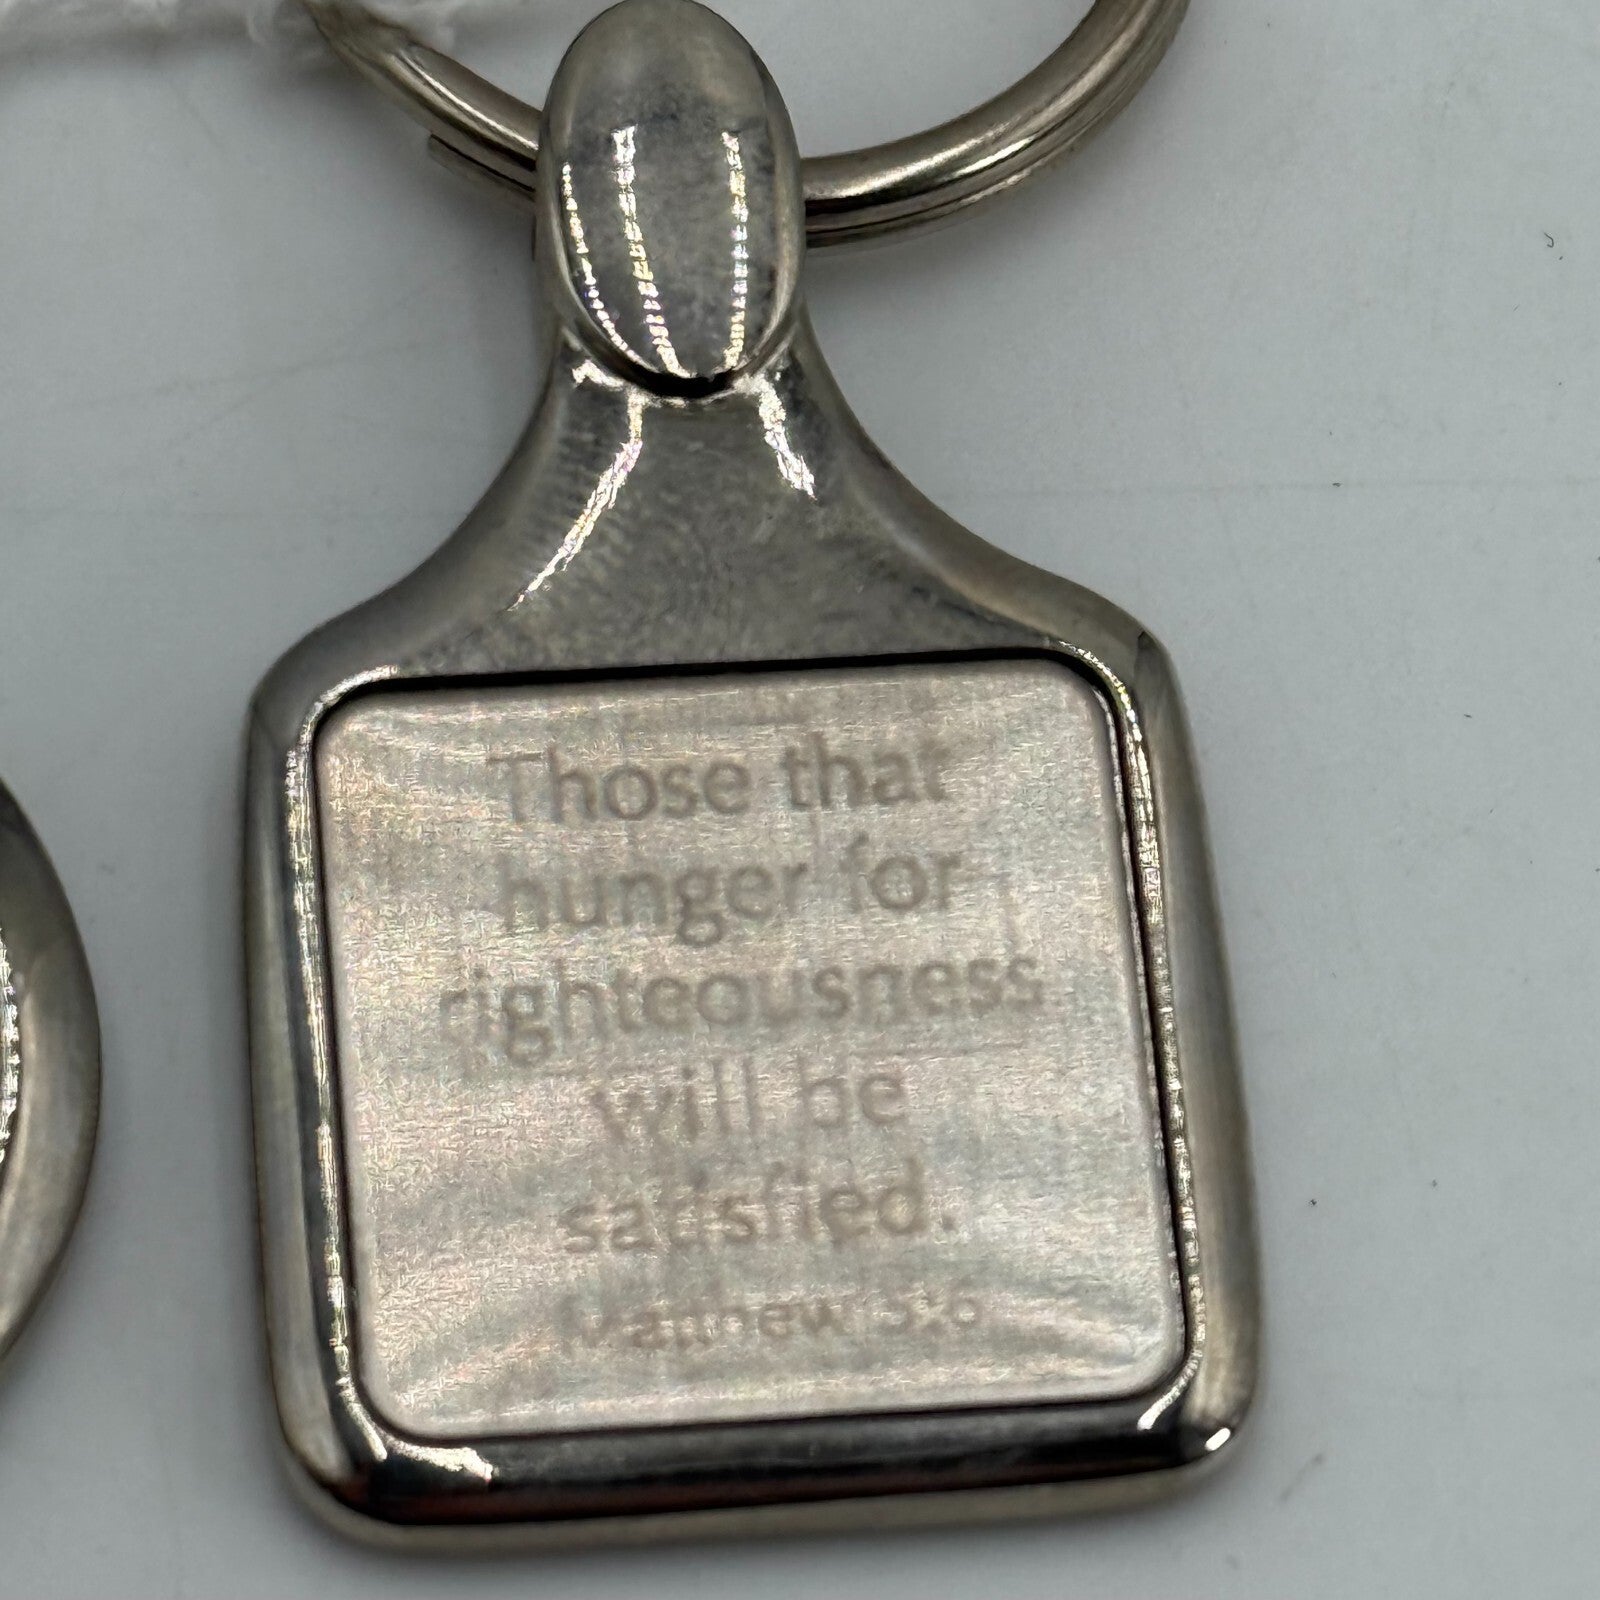 Those that
hunger for
righteousness
will be
satisfied.
Matthew 5:6